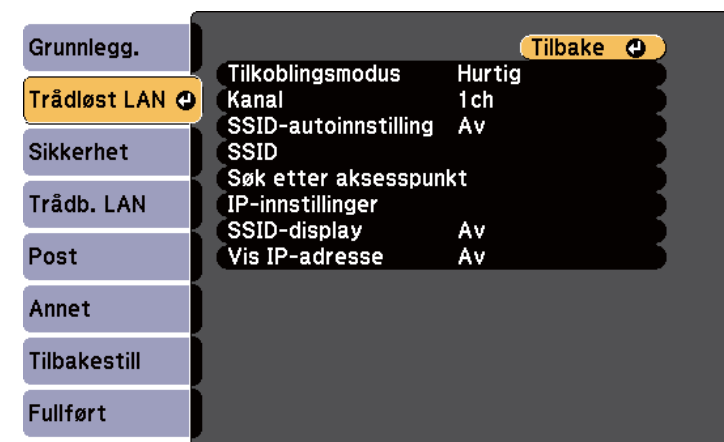 Grunnlegg.
Trådløst LAN
Sikkerhet
Trådb. LAN
Post
Annet
Tilbakestill
Fullført
Tilbake
Tilkoblingsmodus Hurtig
Kanal 1ch
SSID-autoinnstilling Av
SSID
Søk etter aksesspunkt
IP-innstillinger
SSID-display Av
Vis IP-adresse Av